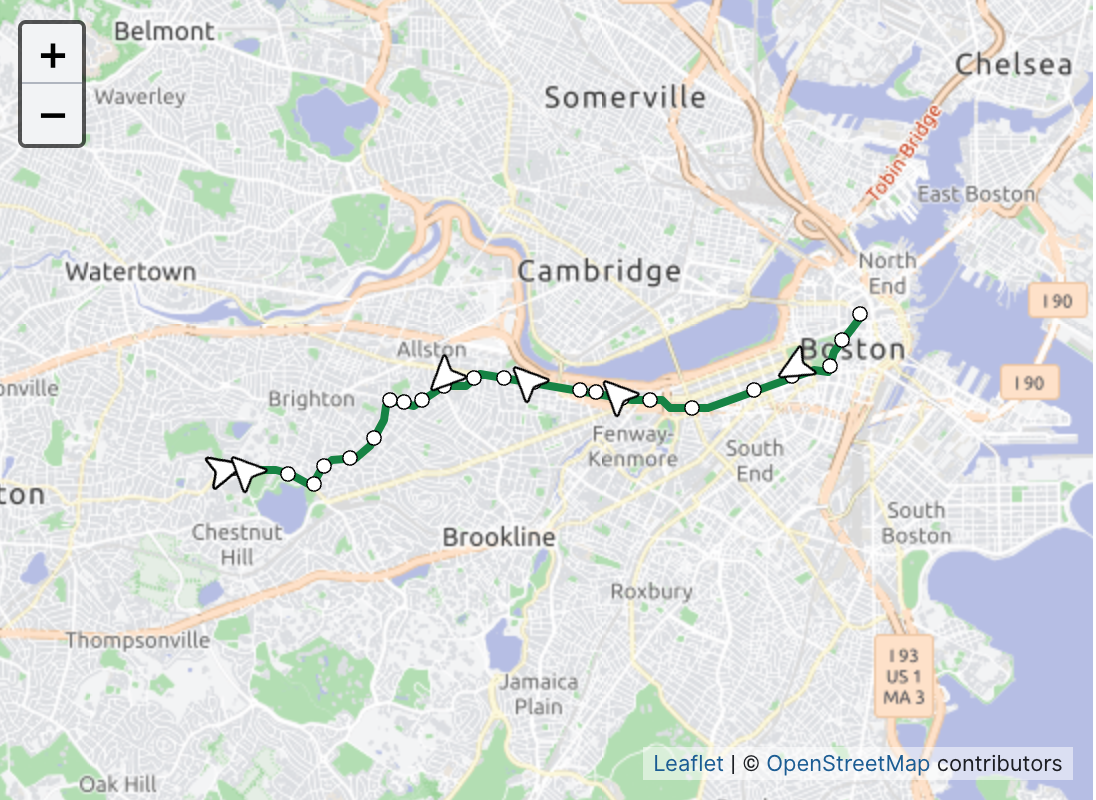 +
−
Belmont
Waverley
Somerville
Chelsea
Tobin Bridge
East Boston
Watertown
Cambridge
North
End
I 90
Allston
Boston
onville
Brighton
I 90
Fenway-
Kenmore
South
End
ton
Chestnut
Hill
Brookline
South
Boston
Roxbury
Thompsonville
I 93
US 1
MA 3
Jamaica
Plain
Oak Hill
Leaflet | © OpenStreetMap contributors